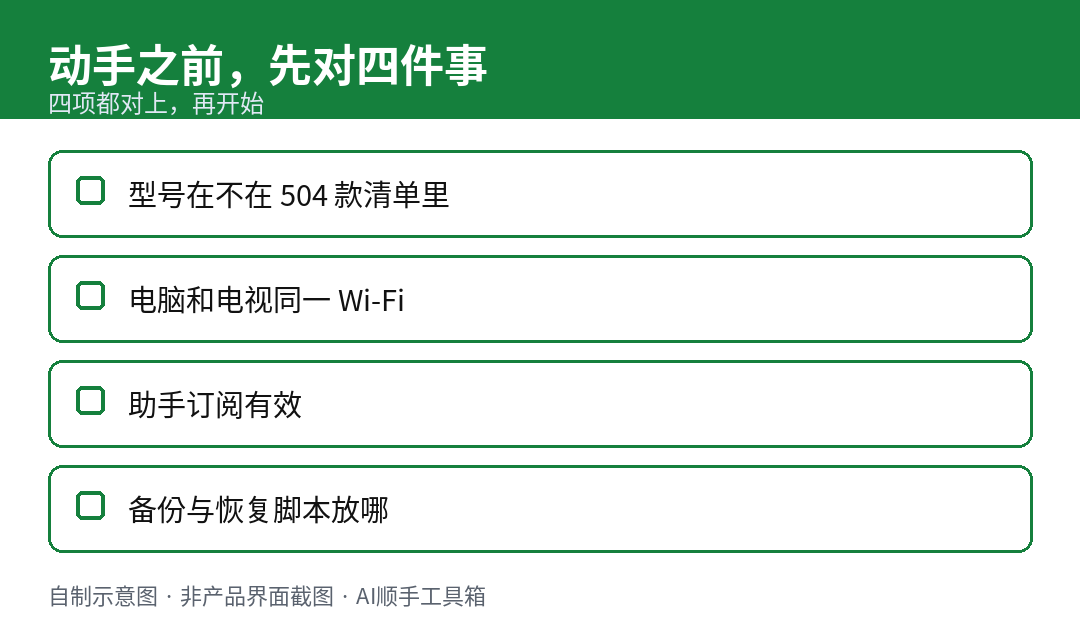 动手之前，先对四件事
四项都对上，再开始
型号在不在 504 款清单里
电脑和电视同一 Wi-Fi
助手订阅有效
备份与恢复脚本放哪
自制示意图 · 非产品界面截图 · AI顺手工具箱